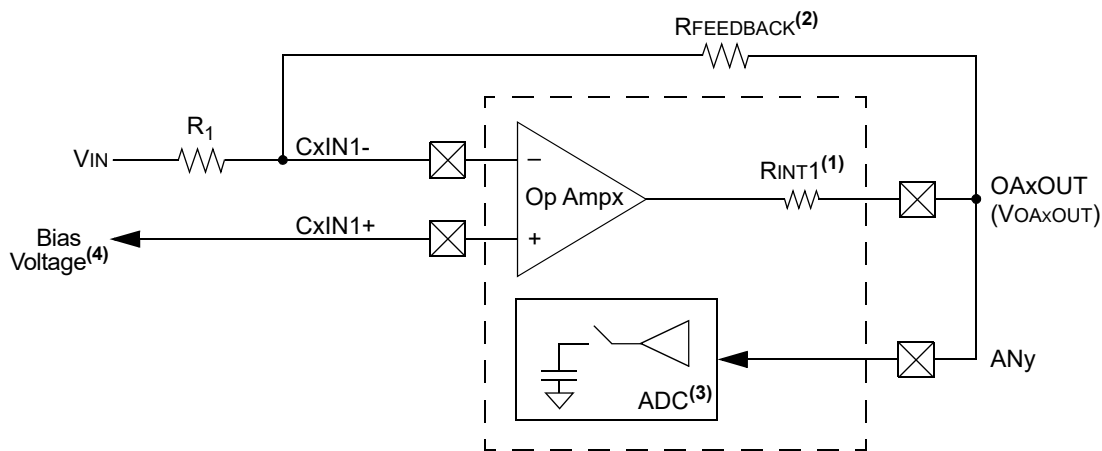 RFEEDBACK(2)
R1
VIN
CxIN1-
–
Op Ampx
RINT1(1)
OAxOUT
(VOAxOUT)
CxIN1+
+
Bias
Voltage(4)
ADC(3)
ANy